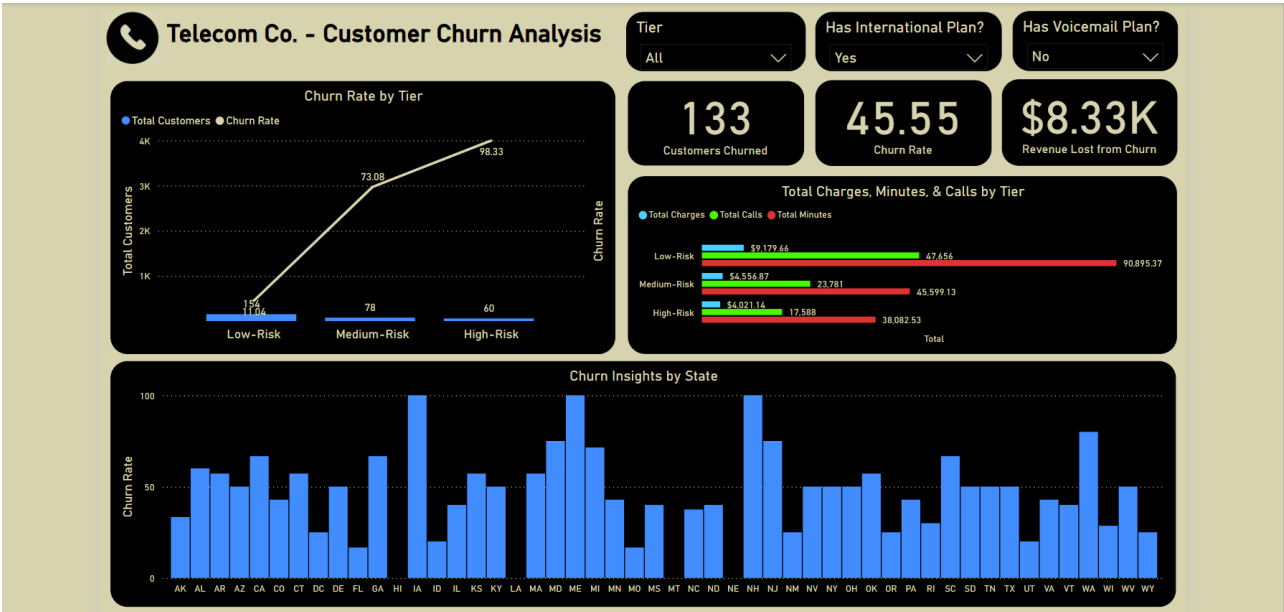 Telecom Co. - Customer Churn Analysis
Tier
All
Has International Plan?
Yes
Has Voicemail Plan?
No
Churn Rate by Tier
Total Customers Churn Rate
4K
3K
2K
1K
Total Customers
Churn Rate
98.33
73.08
154
11.04
78
60
Low-Risk Medium-Risk High-Risk
133
Customers Churned
45.55
Churn Rate
$8.33K
Revenue Lost from Churn
Total Charges, Minutes, & Calls by Tier
Total Charges Total Calls Total Minutes
Low-Risk
$9,179.66
47,656
90,895.37
Medium-Risk
$4,556.87
23,781
45,599.13
High-Risk
$4,021.14
17,588
38,082.53
Total
Churn Insights by State
Churn Rate
100
50
0
AK AL AR AZ CA CO CT DC DE FL GA HI IA ID IL KS KY LA MA MD ME MI MN MO MS MT NC ND NE NH NJ NM NV NY OH OK OR PA RI SC SD TN TX UT VA VT WA WI WV WY